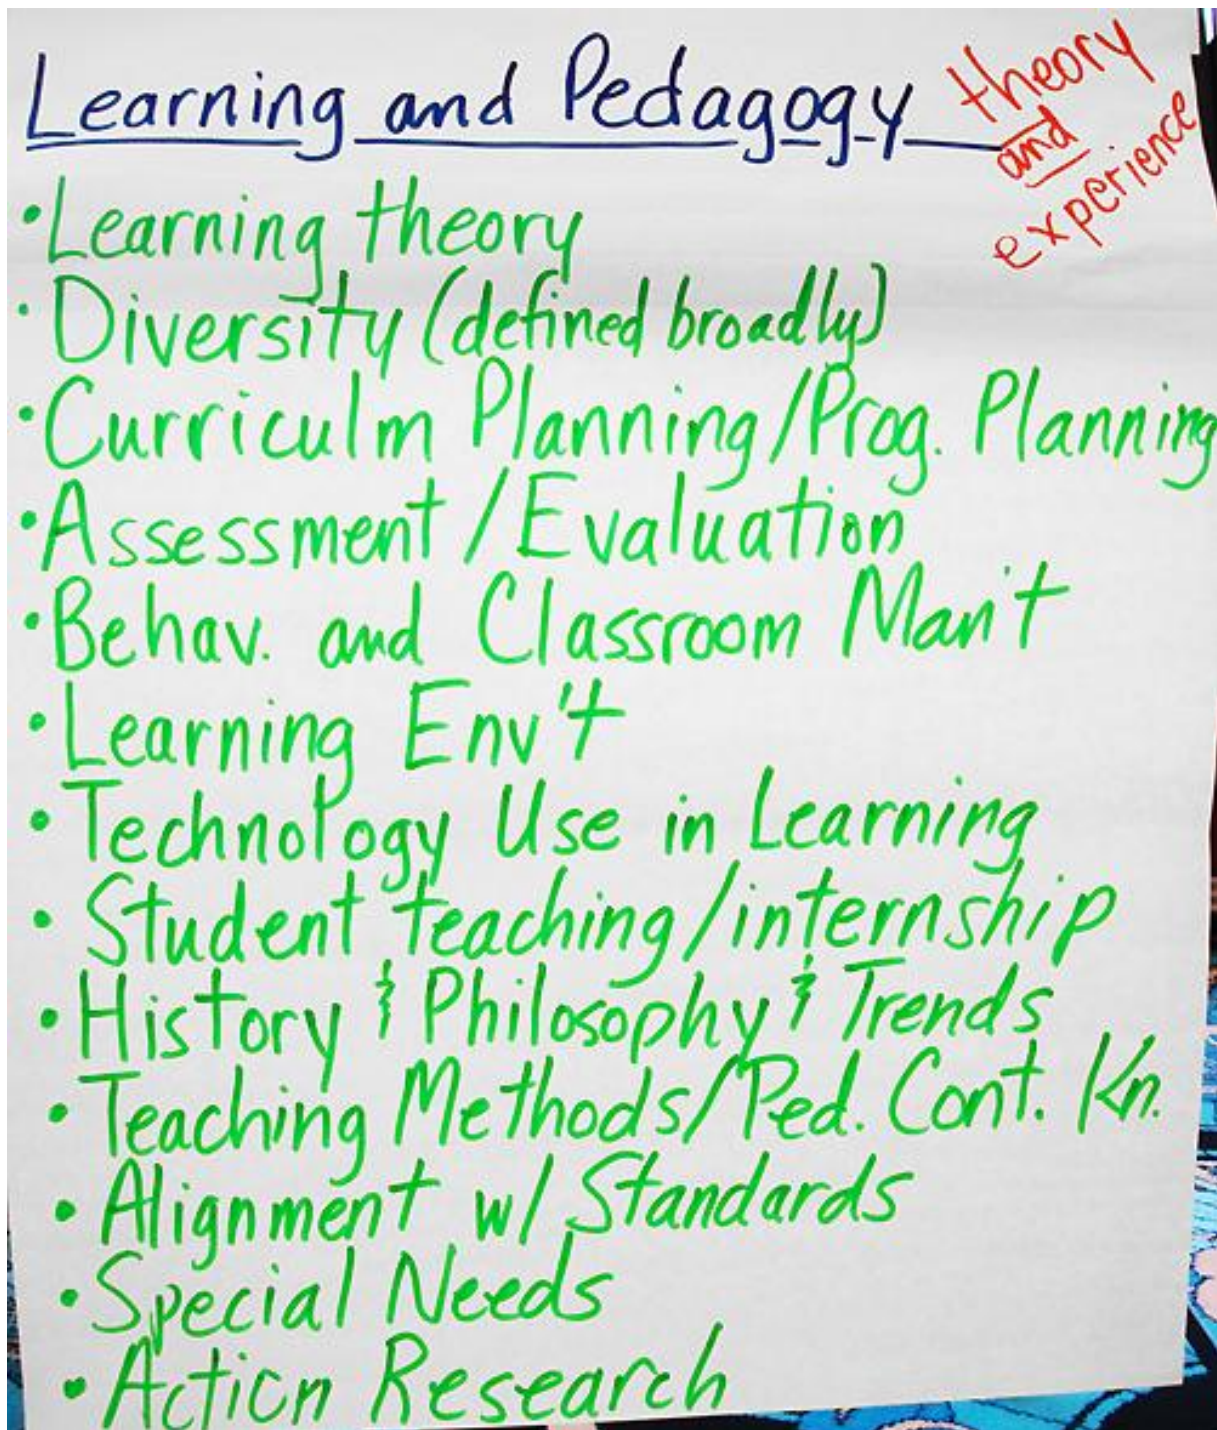 Learning and Pedagogy
theory
and
experience
• Learning theory
• Diversity (defined broadly)
• Curriculm Planning/Prog. Planning
• Assessment / Evaluation
• Behav. and Classroom Man't
• Learning Env't
• Technology Use in Learning
• Student teaching/internship
• History & Philosophy & Trends
• Teaching Methods/Ped. Cont. Kn.
• Alignment w/ Standards
• Special Needs
• Action Research